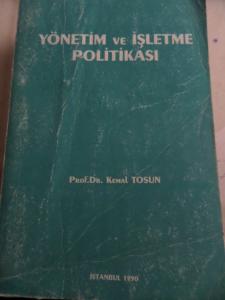 YÖNETİM VE İŞLETME
POLİTİKASI
PROF.DR. KEMAL TOSUN
İSTANBUL 1990